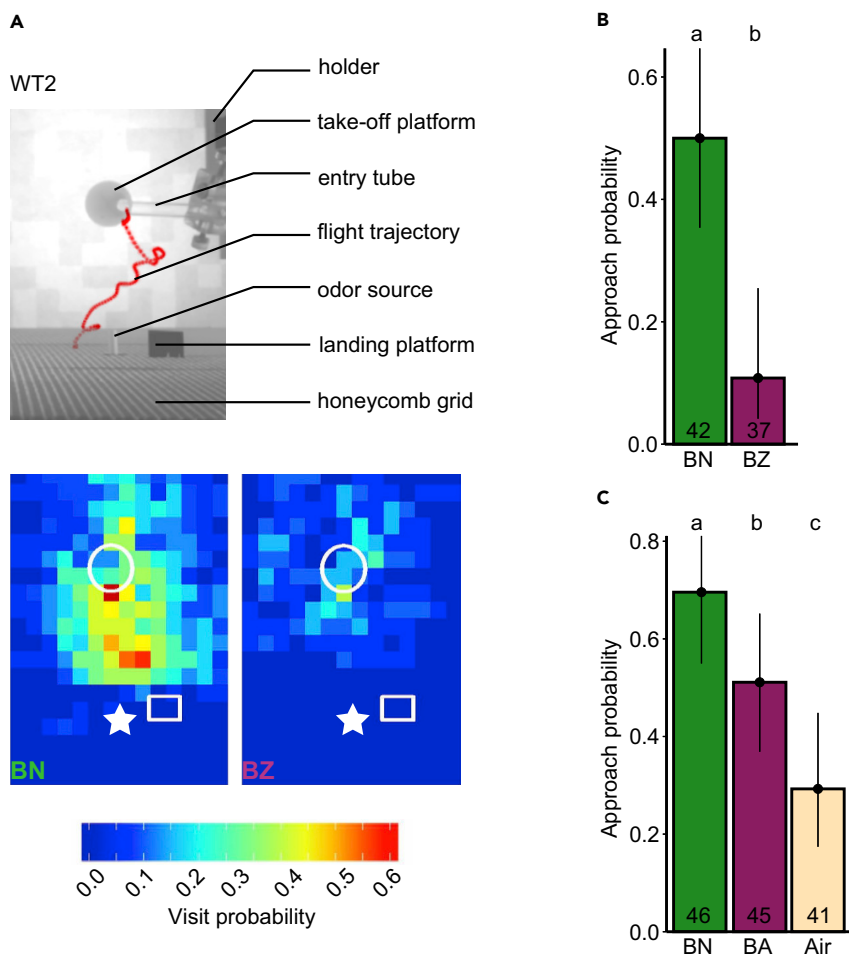 A
WT2
holder
take-off platform
entry tube
flight trajectory
odor source
landing platform
honeycomb grid
BN
BZ
0.0 0.1 0.2 0.3 0.4 0.5 0.6
Visit probability
B
a b
Approach probability
0.6
0.4
0.2
0.0
42 37
BN BZ
C
a b c
Approach probability
0.8
0.6
0.4
0.2
0.0
46 45 41
BN BA Air